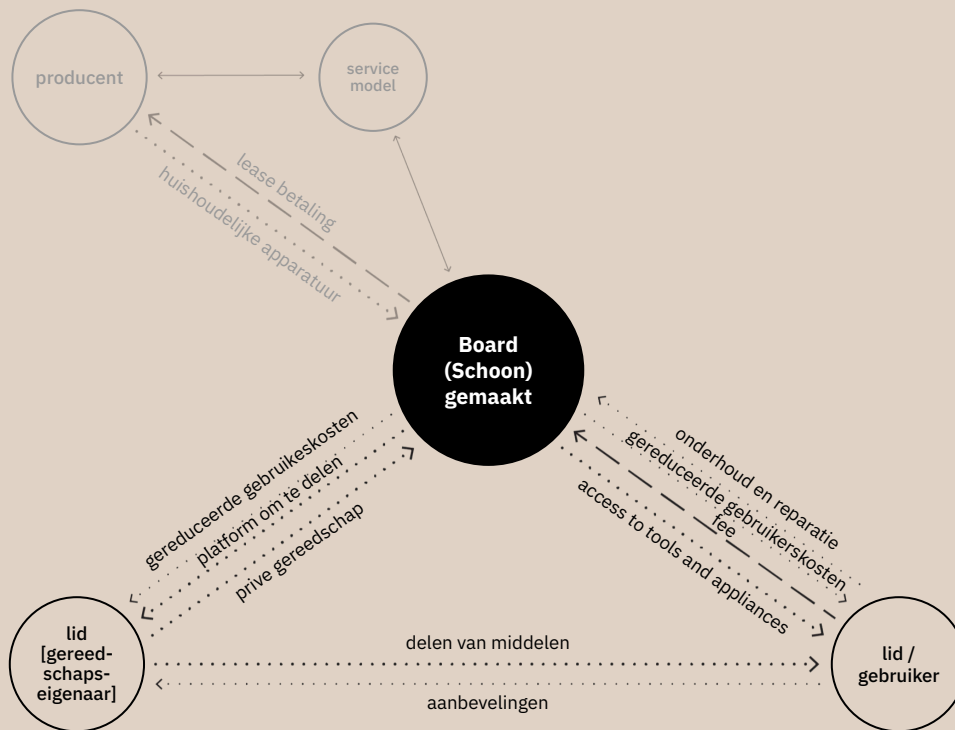 producent
service
model
lease betaling
huishoudelijke apparatuur
Board
(Schoon)
gemaakt
gereduceerde gebruikeskosten
platform om te delen
prive gereedschap
onderhoud en reparatie
gereduceerde gebruikerskosten
fee
access to tools and appliances
lid
[gereed-
schaps-
eigenaar]
delen van middelen
aanbevelingen
lid /
gebruiker